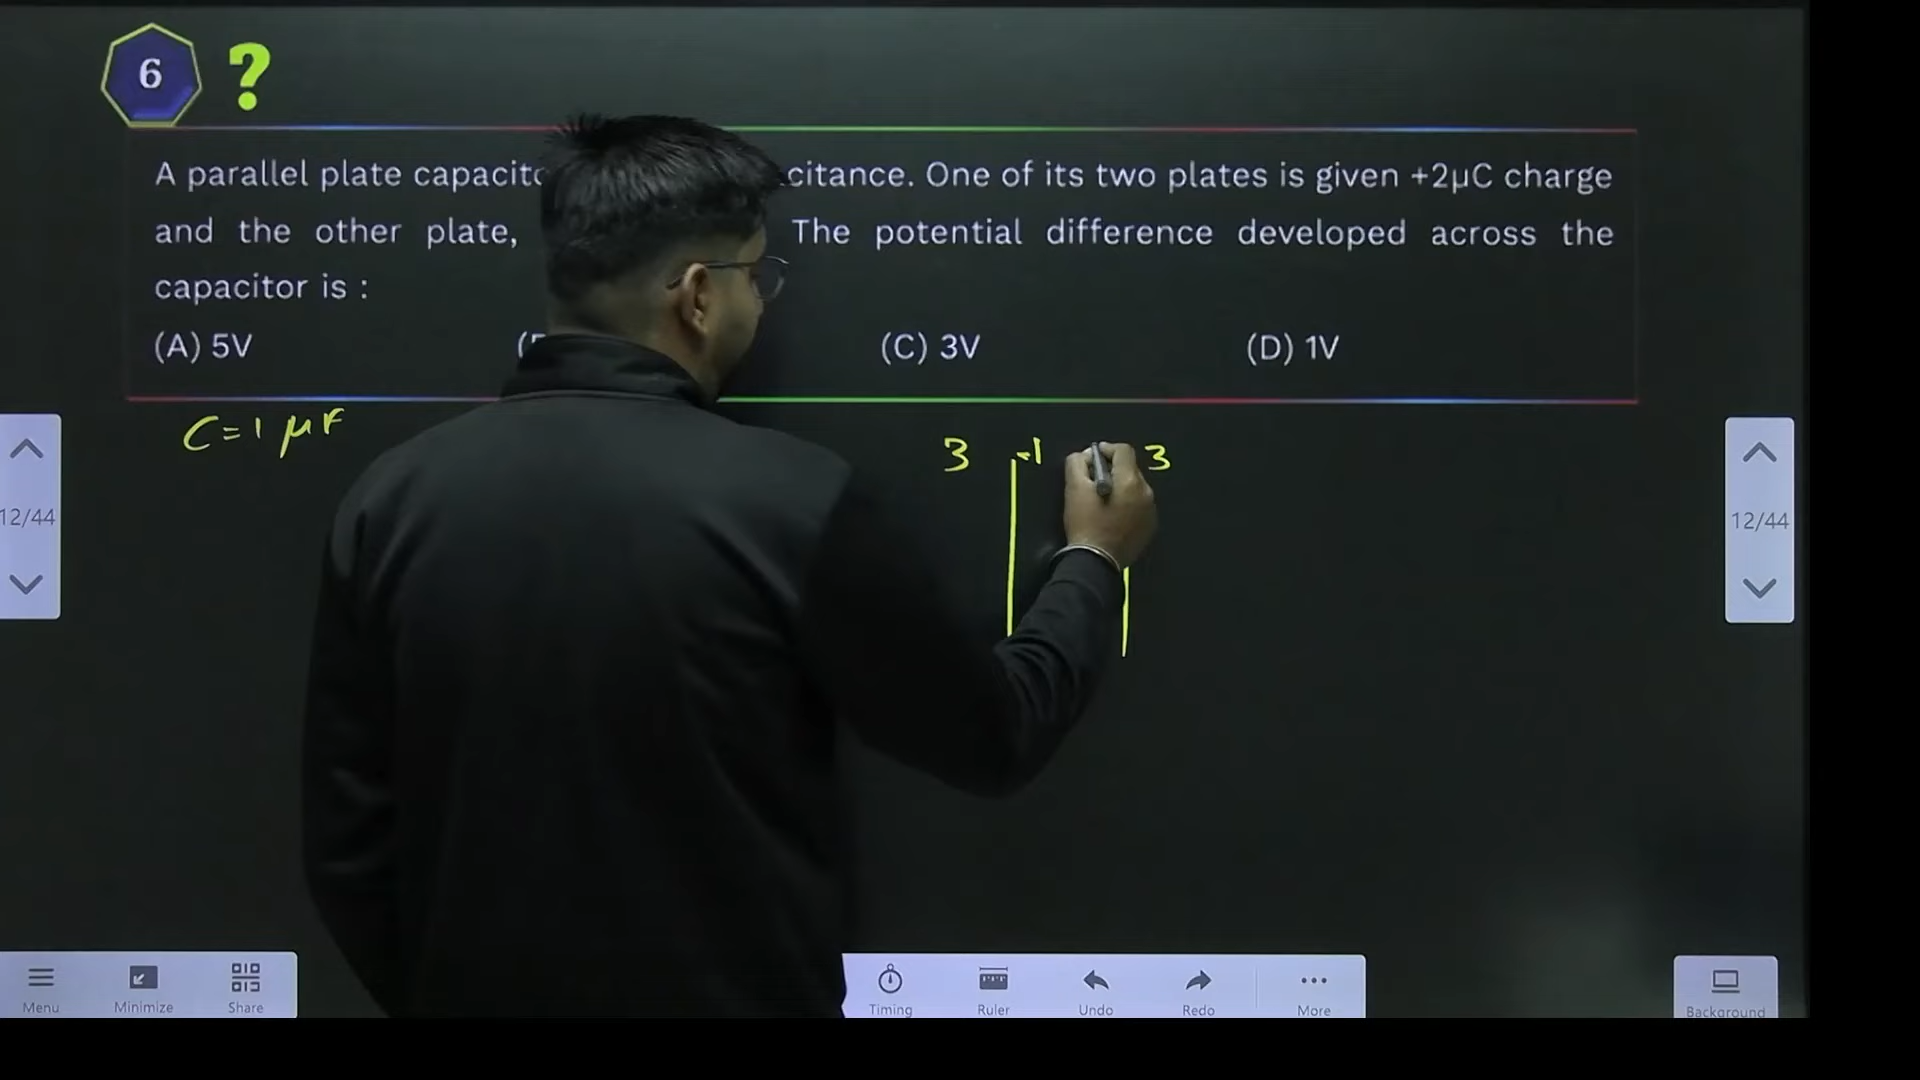 6 ?
A parallel plate citance. One of its two plates is given +2μC charge
and the other plate, The potential difference developed across the
capacitor is :
(A) 5V (C) 3V (D) 1V
C=1 μF
3 -1 3
12/44 12/44
Menu Minimize Share Timing Ruler Undo Redo More Background